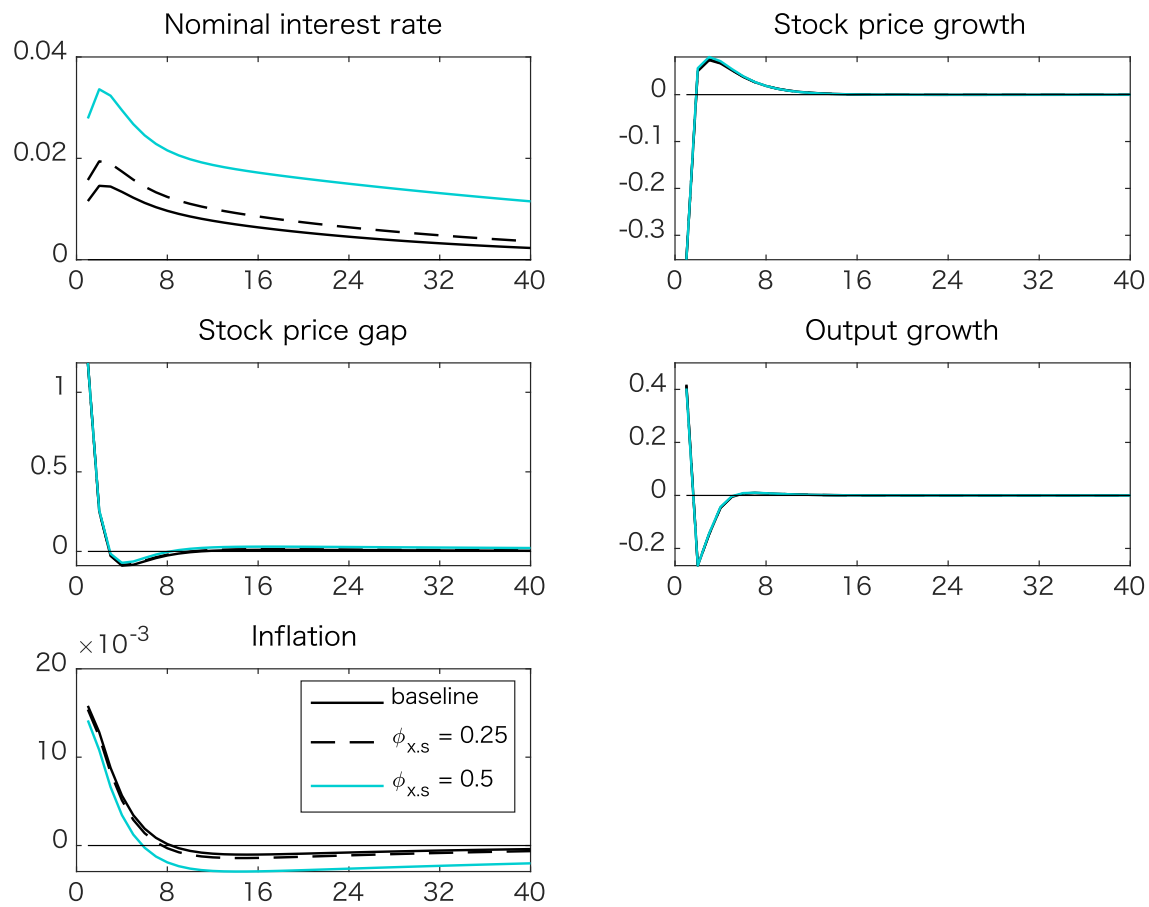 Nominal interest rate
0.04
0.02
0
0 8 16 24 32 40
Stock price growth
0
-0.1
-0.2
-0.3
0 8 16 24 32 40
Stock price gap
1
0.5
0
0 8 16 24 32 40
Output growth
0.4
0.2
0
-0.2
0 8 16 24 32 40
Inflation
×10^-3
20
10
0
0 8 16 24 32 40
baseline
ϕx.s = 0.25
ϕx.s = 0.5